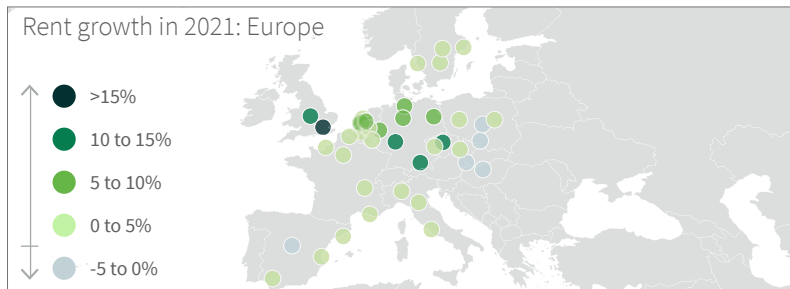 Rent growth in 2021: Europe
>15%
10 to 15%
5 to 10%
0 to 5%
-5 to 0%